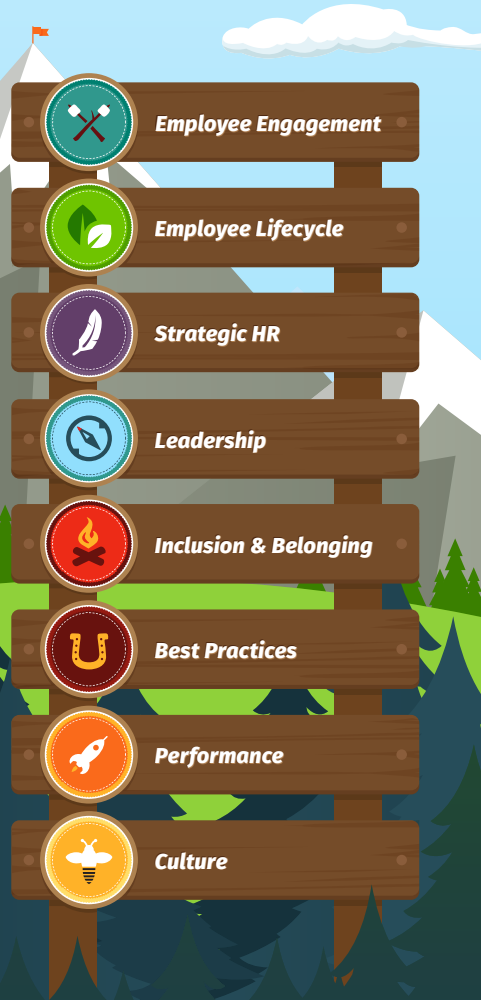 Employee Engagement
Employee Lifecycle
Strategic HR
Leadership
Inclusion & Belonging
Best Practices
Performance
Culture